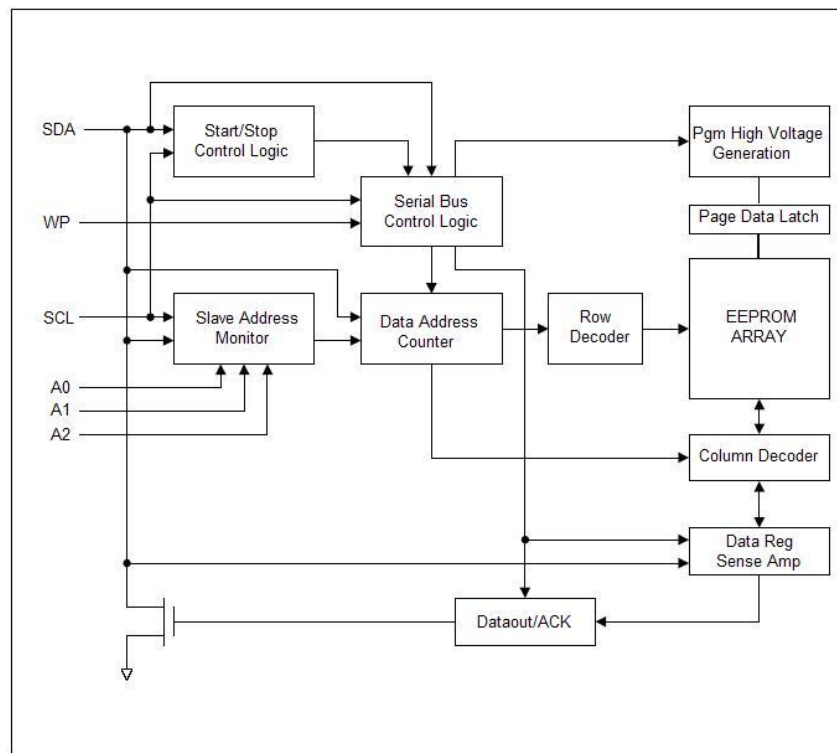 SDA
Start/Stop
Control Logic
Pgm High Voltage
Generation
WP
Serial Bus
Control Logic
Page Data Latch
SCL
Slave Address
Monitor
Data Address
Counter
Row
Decoder
EEPROM
ARRAY
A0
A1
A2
Column Decoder
Data Reg
Sense Amp
Dataout/ACK